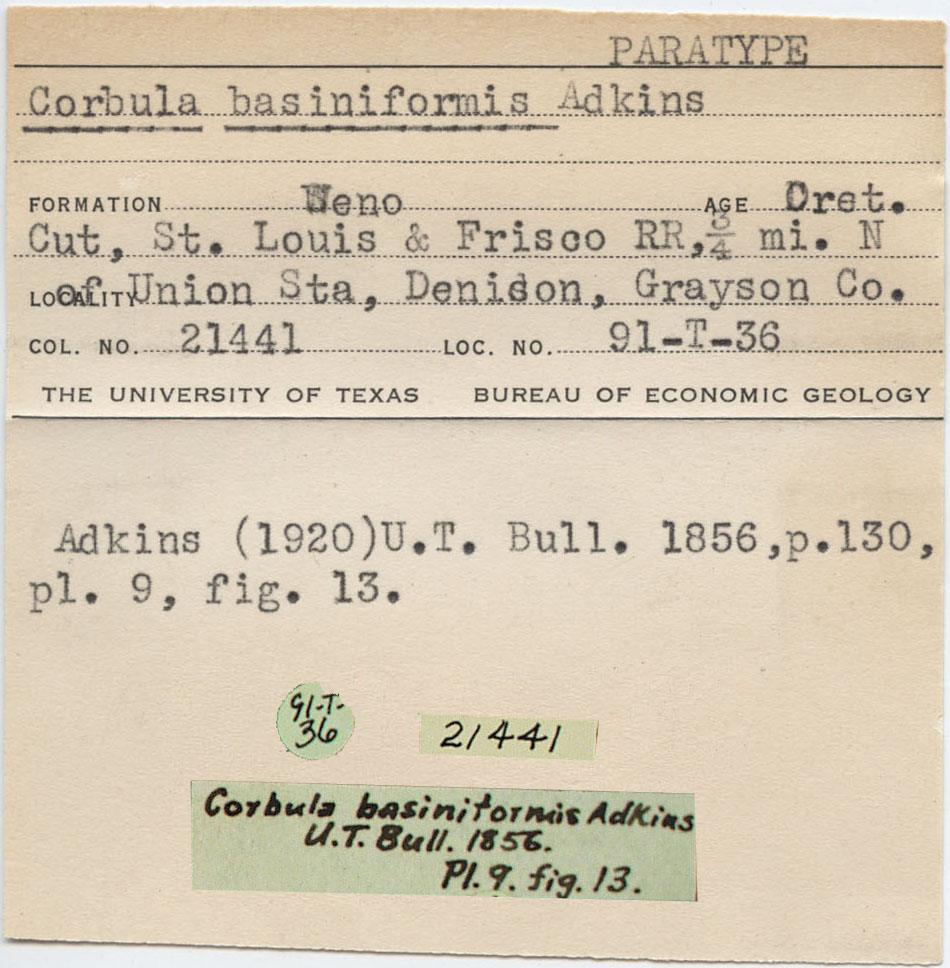 PARATYPE
Corbula basiniformis Adkins
FORMATION Weno AGE Cret.
Cut, St. Louis & Frisco RR, 3/4 mi. N
LOCALITY of Union Sta, Denison, Grayson Co.
COL. NO. 21441 LOC. NO. 91-T-36
THE UNIVERSITY OF TEXAS BUREAU OF ECONOMIC GEOLOGY
Adkins (1920)U.T. Bull. 1856,p.130,
pl. 9, fig. 13.
91-T-
36
21441
Corbula basiniformis Adkins
U.T. Bull. 1856.
Pl. 9. fig. 13.